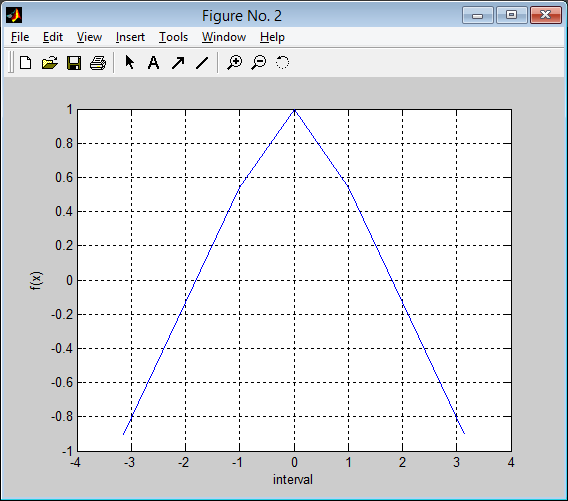 Figure No. 2
File Edit View Insert Tools Window Help
A
1
0.8
0.6
0.4
0.2
0
-0.2
-0.4
-0.6
-0.8
-1
f(x)
-4 -3 -2 -1 0 1 2 3 4
interval